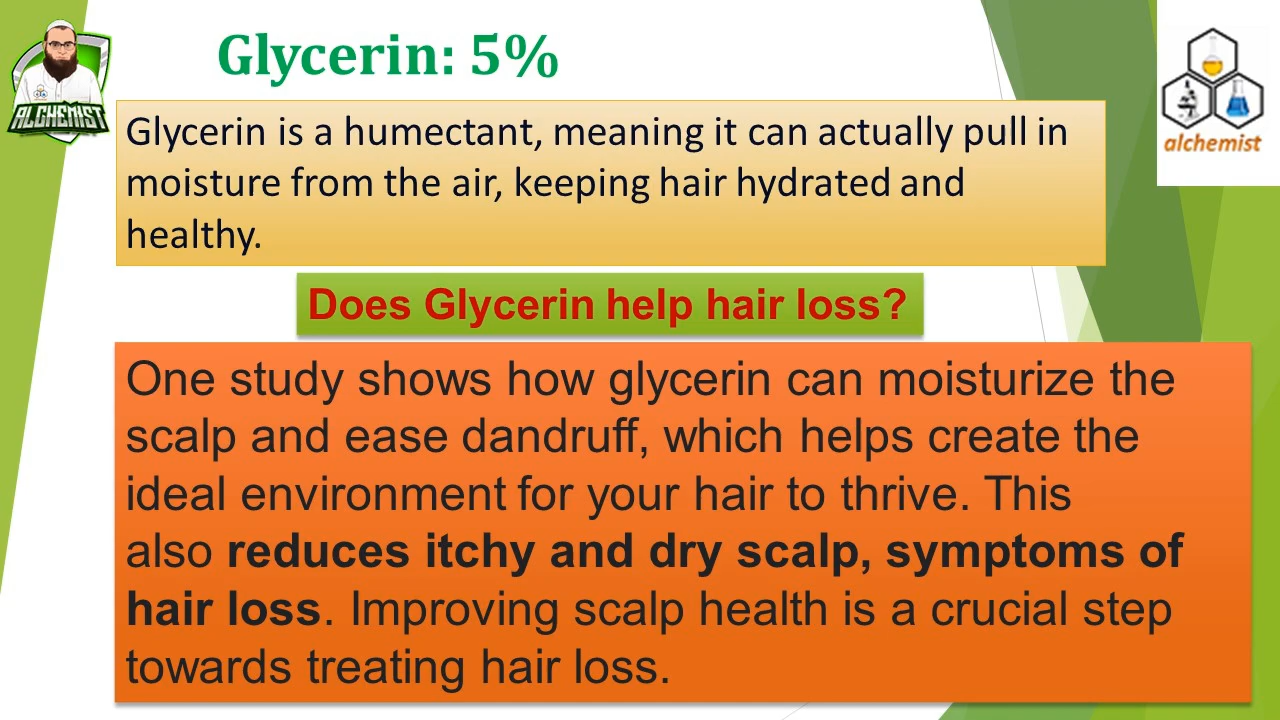 Glycerin: 5%
ALCHEMIST
alchemist
Glycerin is a humectant, meaning it can actually pull in
moisture from the air, keeping hair hydrated and
healthy.
Does Glycerin help hair loss?
One study shows how glycerin can moisturize the
scalp and ease dandruff, which helps create the
ideal environment for your hair to thrive. This
also reduces itchy and dry scalp, symptoms of
hair loss. Improving scalp health is a crucial step
towards treating hair loss.